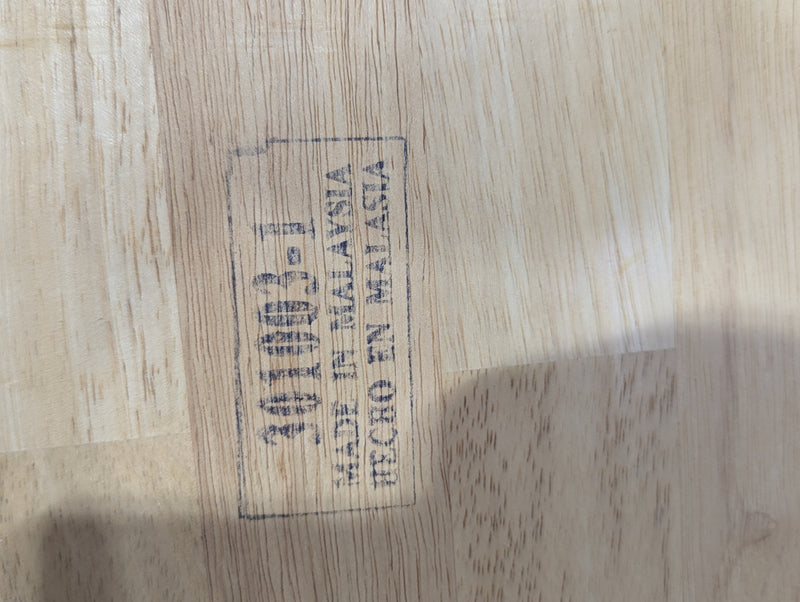 301003-1
MADE IN MALAYSIA
HECHO EN MALASIA